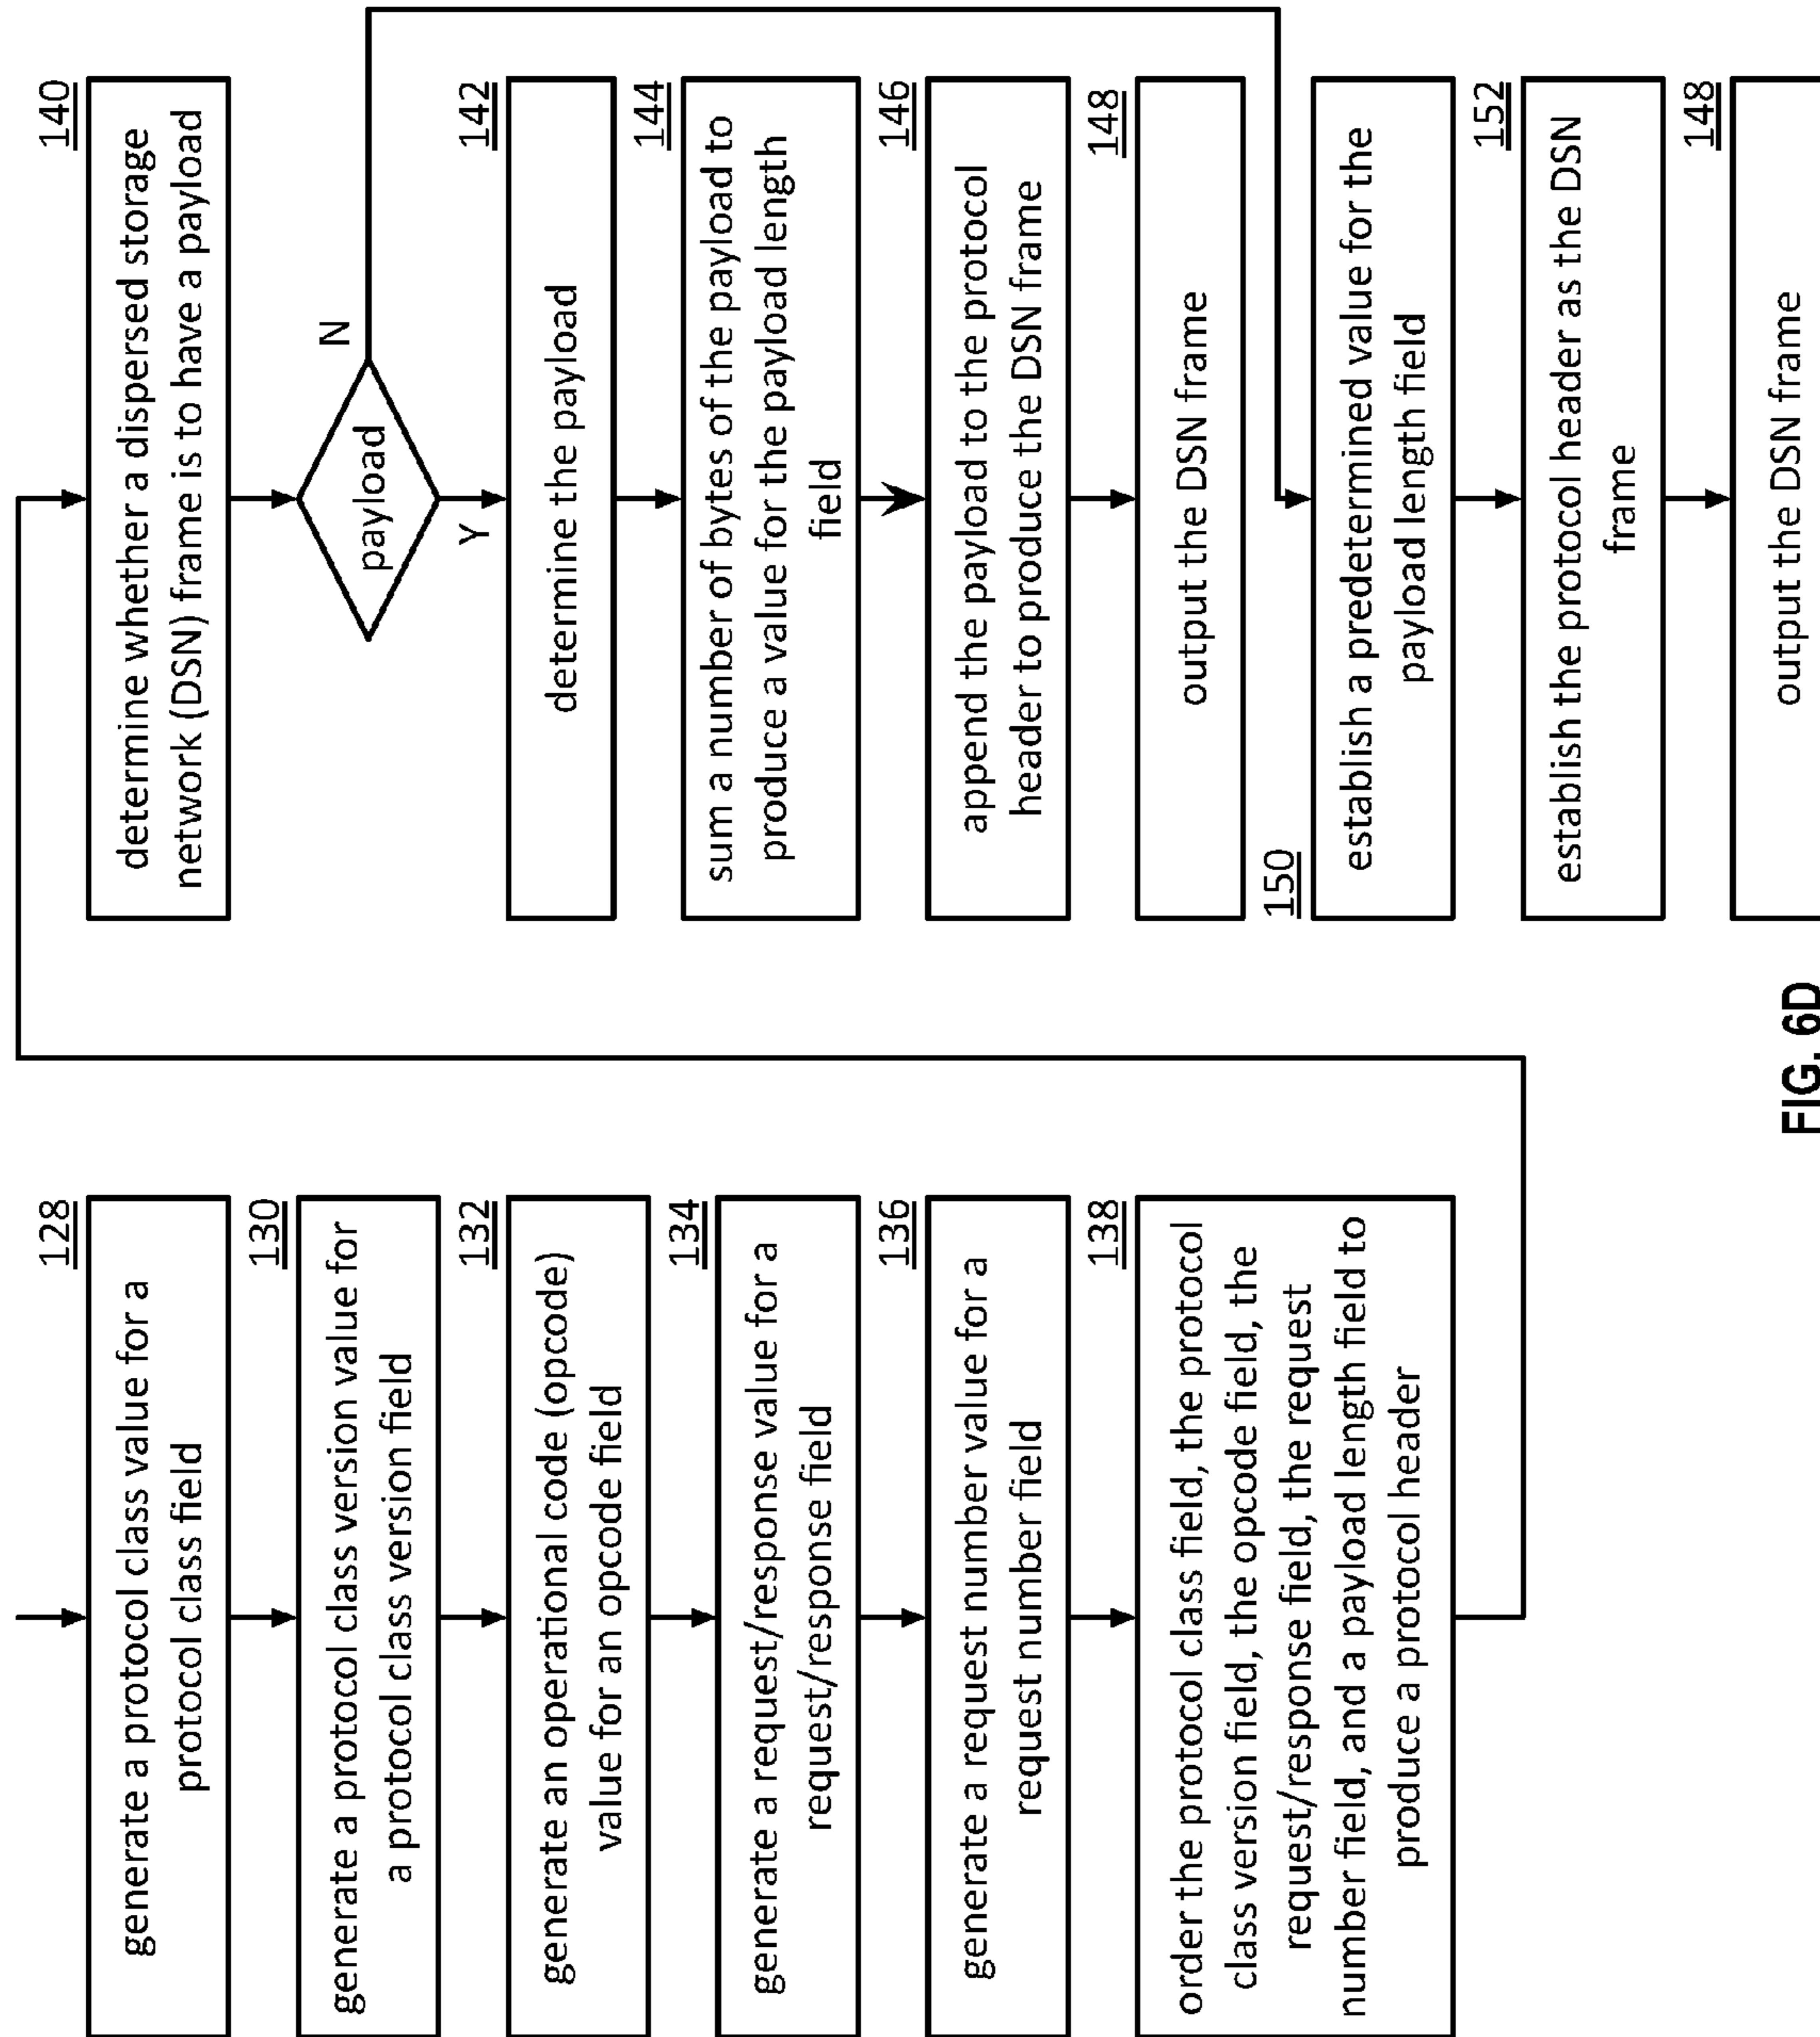 128
generate a protocol class value for a
protocol class field
130
generate a protocol class version value for
a protocol class version field
132
generate an operational code (opcode)
value for an opcode field
134
generate a request/response value for a
request/response field
136
generate a request number value for a
request number field
138
order the protocol class field, the protocol
class version field, the opcode field, the
request/response field, the request
number field, and a payload length field to
produce a protocol header
140
determine whether a dispersed storage
network (DSN) frame is to have a payload
payload
N
Y
142
determine the payload
144
sum a number of bytes of the payload to
produce a value for the payload length
field
146
append the payload to the protocol
header to produce the DSN frame
148
output the DSN frame
150
establish a predetermined value for the
payload length field
152
establish the protocol header as the DSN
frame
148
output the DSN frame
FIG. 6D